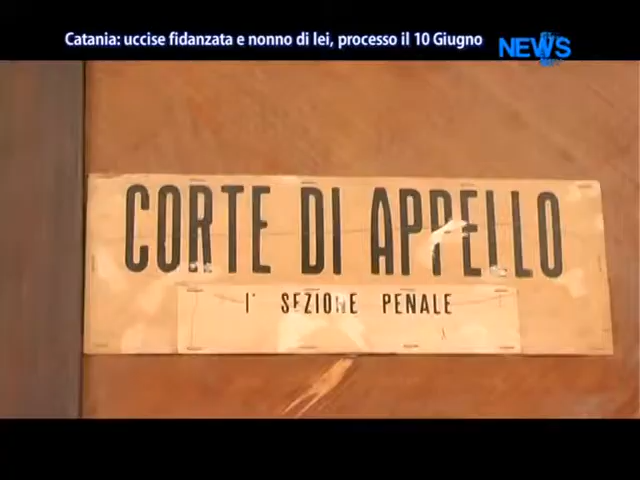 Catania: uccise fidanzata e nonno di lei, processo il 10 Giugno
NEWS
CORTE DI APPELLO
I° SEZIONE PENALE